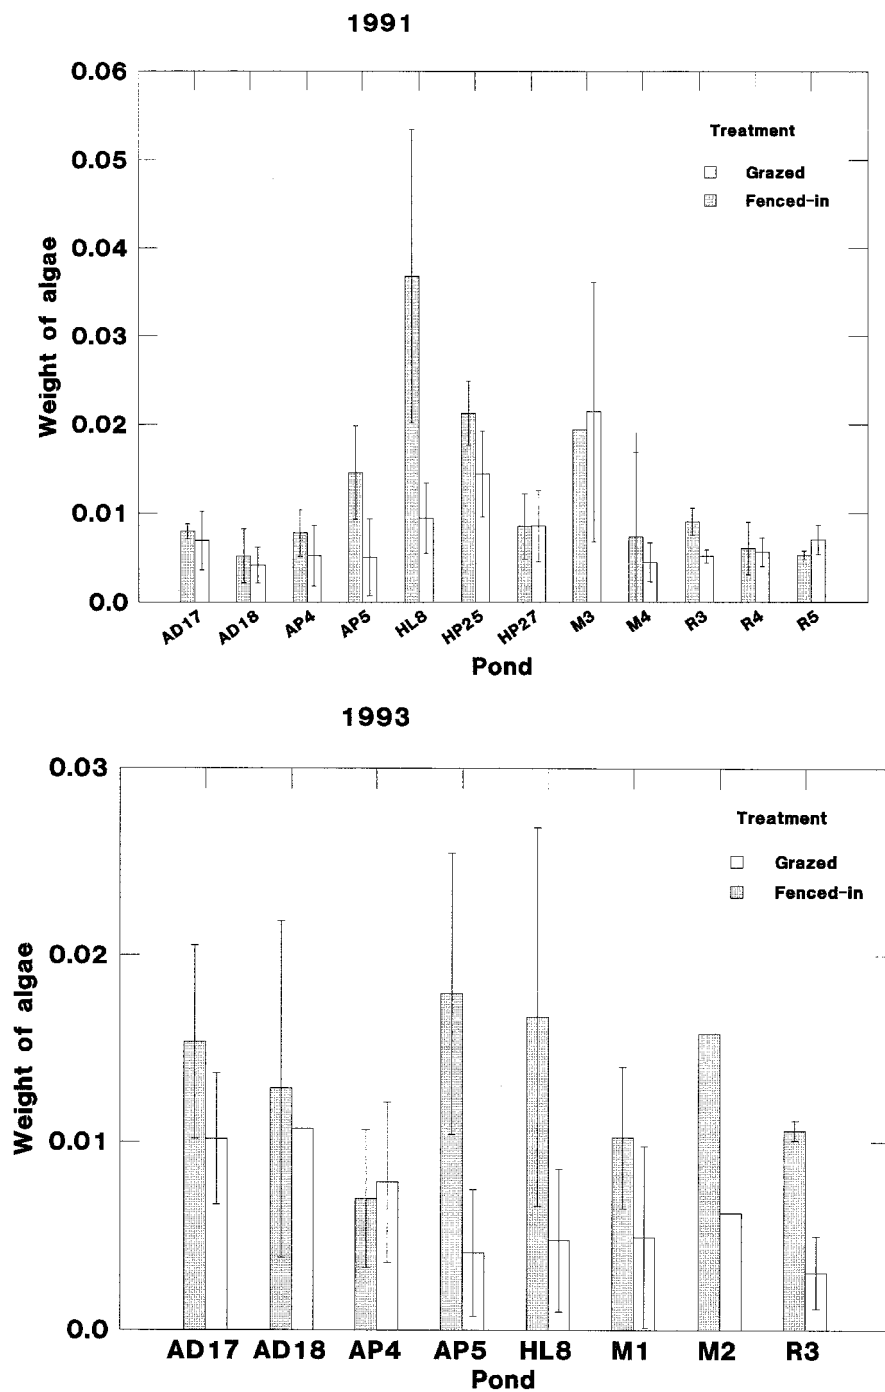 1991
0.06
0.05
0.04
0.03
0.02
0.01
0.0
Weight of algae
Treatment
Grazed
Fenced-in
AD17 AD18 AP4 AP5 HL8 HP25 HP27 M3 M4 R3 R4 R5
Pond
1993
0.03
0.02
0.01
0.0
Weight of algae
Treatment
Grazed
Fenced-in
AD17 AD18 AP4 AP5 HL8 M1 M2 R3
Pond